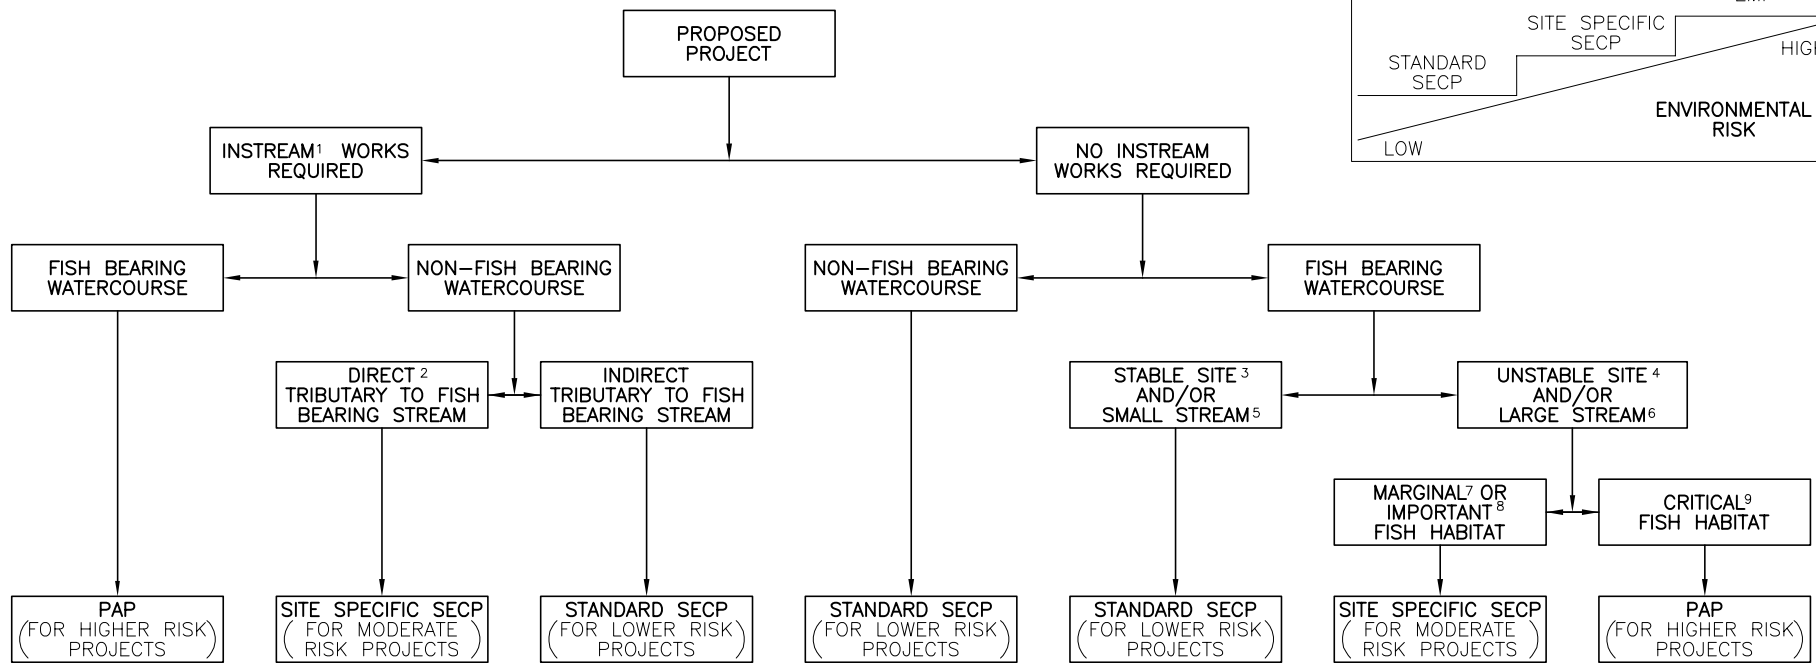 PROPOSED
PROJECT
SITE SPECIFIC
SECP
STANDARD
SECP
ENVIRONMENTAL
RISK
LOW
INSTREAM¹ WORKS
REQUIRED
NO INSTREAM
WORKS REQUIRED
FISH BEARING
WATERCOURSE
NON-FISH BEARING
WATERCOURSE
NON-FISH BEARING
WATERCOURSE
FISH BEARING
WATERCOURSE
DIRECT ²
TRIBUTARY TO FISH
BEARING STREAM
INDIRECT
TRIBUTARY TO FISH
BEARING STREAM
STABLE SITE ³
AND/OR
SMALL STREAM⁵
UNSTABLE SITE ⁴
AND/OR
LARGE STREAM⁶
MARGINAL⁷ OR
IMPORTANT ⁸
FISH HABITAT
CRITICAL⁹
FISH HABITAT
PAP
(FOR HIGHER RISK)
PROJECTS
SITE SPECIFIC SECP
( FOR MODERATE )
RISK PROJECTS
STANDARD SECP
(FOR LOWER RISK)
PROJECTS
STANDARD SECP
(FOR LOWER RISK)
PROJECTS
STANDARD SECP
(FOR LOWER RISK)
PROJECTS
SITE SPECIFIC SECP
( FOR MODERATE )
RISK PROJECTS
PAP
(FOR HIGHER RISK)
PROJECTS